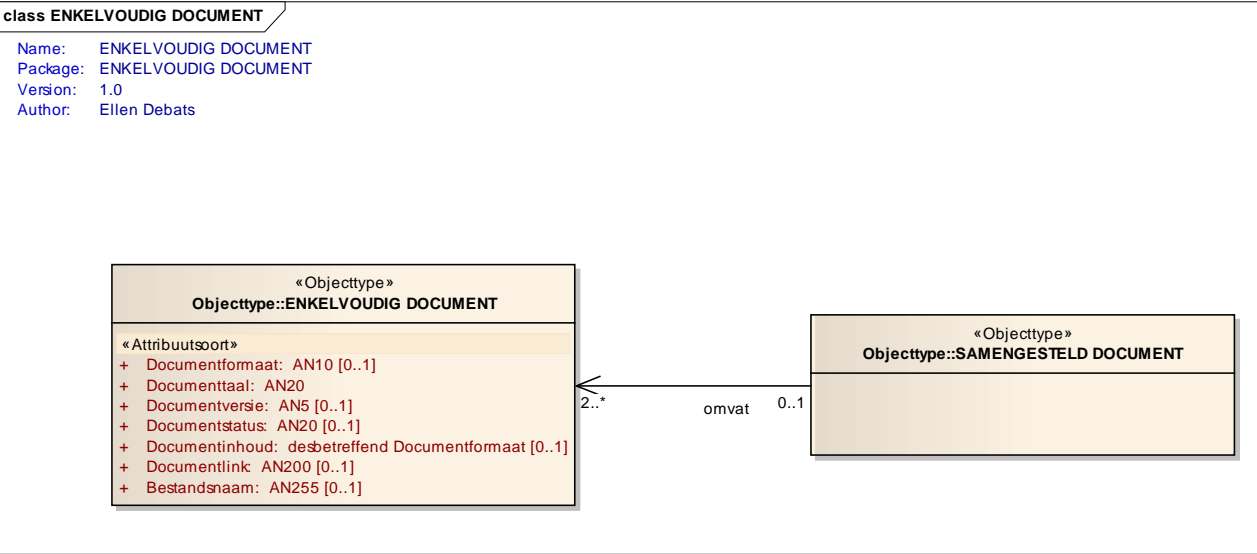 class ENKELVOUDIG DOCUMENT
Name: ENKELVOUDIG DOCUMENT
Package: ENKELVOUDIG DOCUMENT
Version: 1.0
Author: Ellen Debats
«Objecttype»
Objecttype::ENKELVOUDIG DOCUMENT
«Attribuutsoort»
+ Documentformaat: AN10 [0..1]
+ Documenttaal: AN20
+ Documentversie: AN5 [0..1]
+ Documentstatus: AN20 [0..1]
+ Documentinhoud: desbetreffend Documentformaat [0..1]
+ Documentlink: AN200 [0..1]
+ Bestandsnaam: AN255 [0..1]
2..* omvat 0..1
«Objecttype»
Objecttype::SAMENGESTELD DOCUMENT